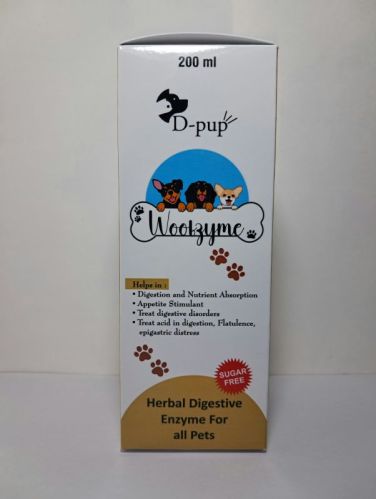 200 ml
D-pup
Woofzyme
Helps in :
• Digestion and Nutrient Absorption
• Appetite Stimulant
• Treat digestive disorders
• Treat acid in digestion, Flatulence,
epigastric distress
SUGAR
FREE
Herbal Digestive
Enzyme For
all Pets